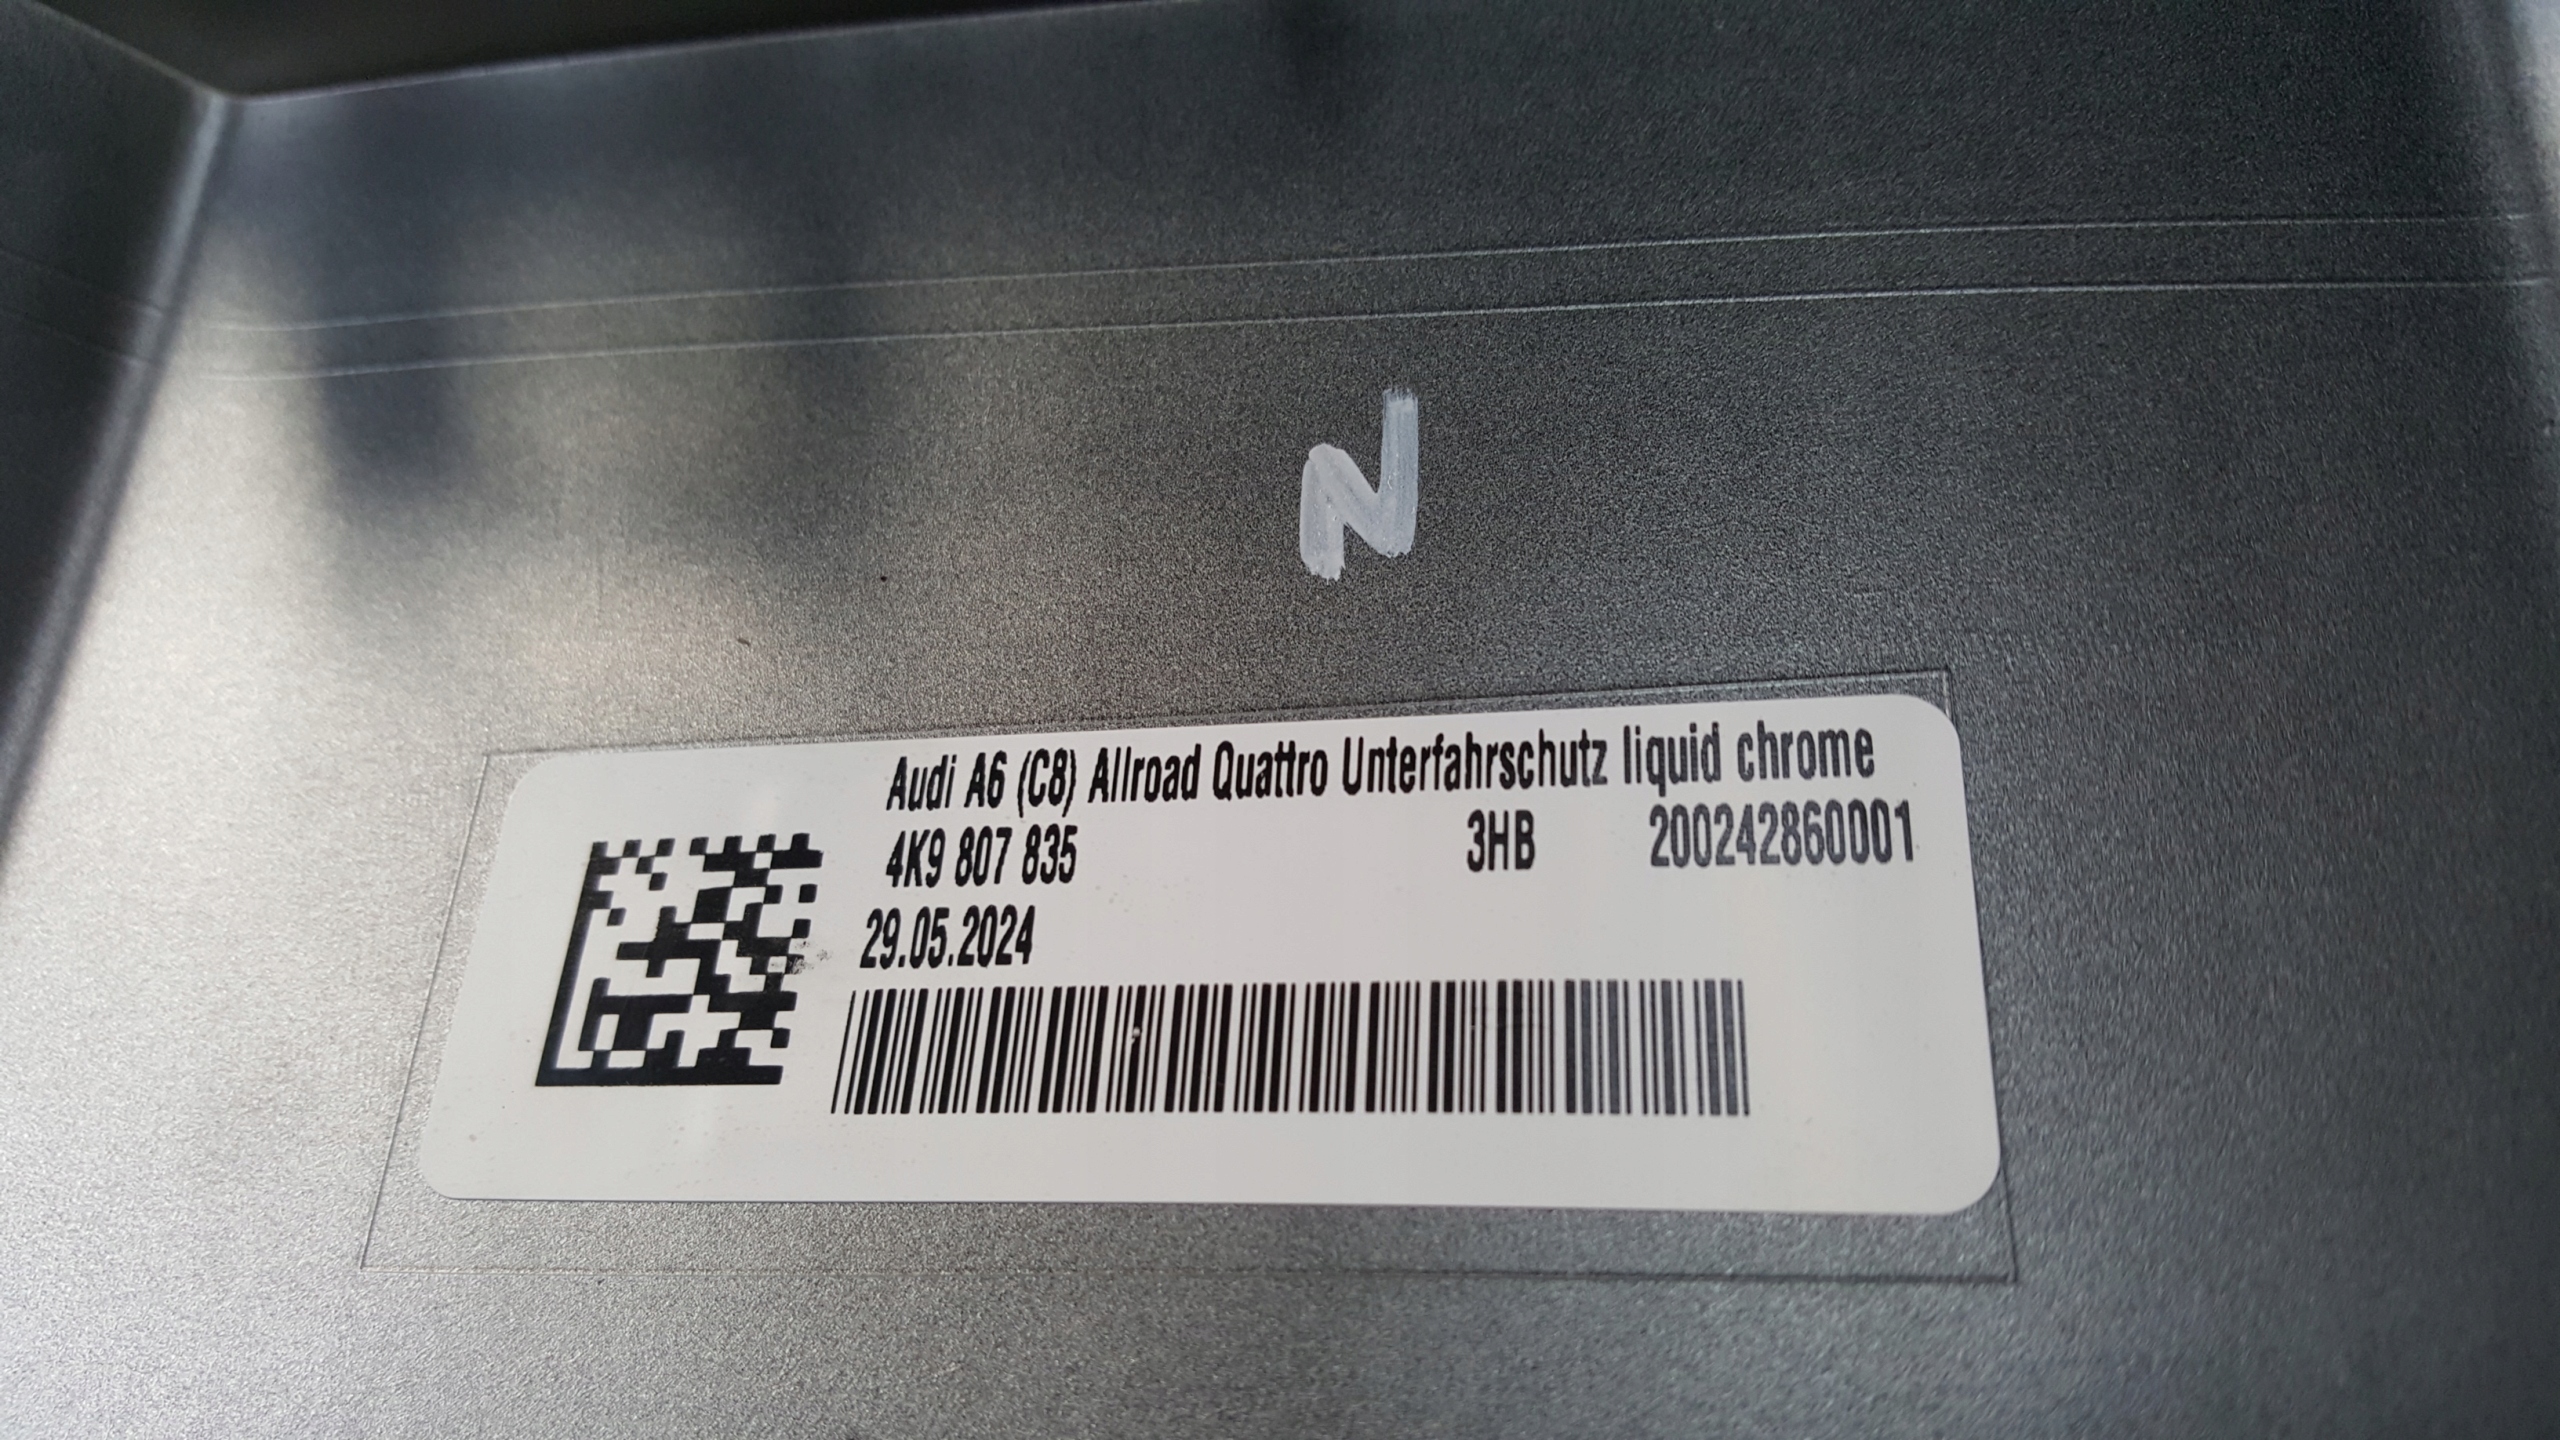 N
Audi A6 (C8) Allroad Quattro Unterfahrschutz liquid chrome
4K9 807 835 3HB 200242860001
29.05.2024